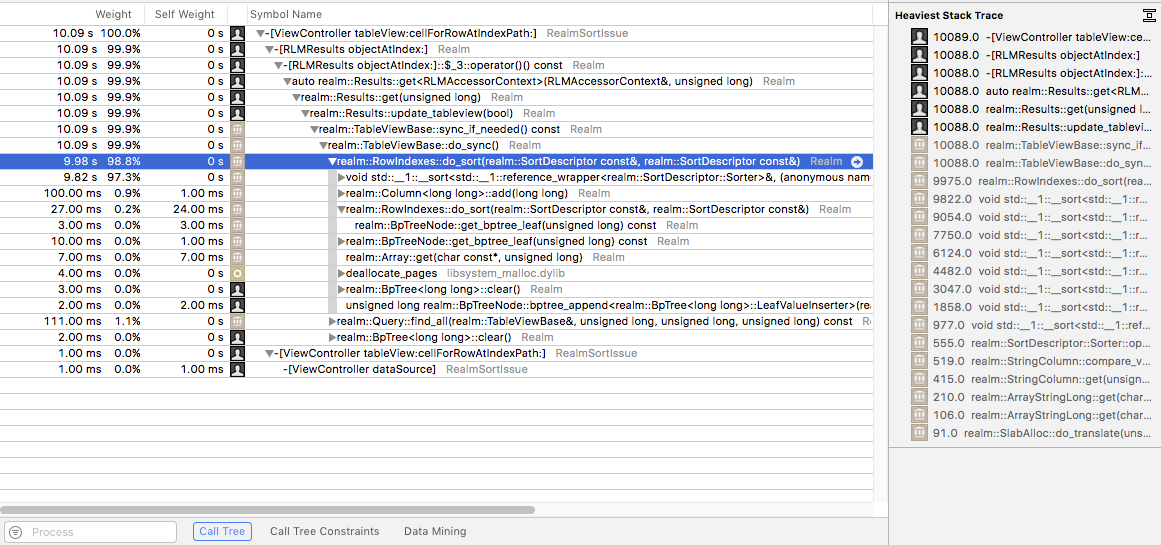 Weight Self Weight Symbol Name
10.09 s 100.0% 0 s ▼-[ViewController tableView:cellForRowAtIndexPath:] RealmSortIssue
10.09 s 99.9% 0 s ▼-[RLMResults objectAtIndex:] Realm
10.09 s 99.9% 0 s ▼-[RLMResults objectAtIndex:]::$_3::operator()() const Realm
10.09 s 99.9% 0 s ▼auto realm::Results::get<RLMAccessorContext>(RLMAccessorContext&, unsigned long) Realm
10.09 s 99.9% 0 s ▼realm::Results::get(unsigned long) Realm
10.09 s 99.9% 0 s ▼realm::Results::update_tableview(bool) Realm
10.09 s 99.9% 0 s ▼realm::TableViewBase::sync_if_needed() const Realm
10.09 s 99.9% 0 s ▼realm::TableViewBase::do_sync() Realm
9.98 s 98.8% 0 s ▼realm::RowIndexes::do_sort(realm::SortDescriptor const&, realm::SortDescriptor const&) Realm
9.82 s 97.3% 0 s ▶void std::__1::__sort<std::__1::reference_wrapper<realm::SortDescriptor::Sorter>&, (anonymous nam
100.00 ms 0.9% 1.00 ms ▶realm::Column<long long>::add(long long) Realm
27.00 ms 0.2% 24.00 ms ▼realm::RowIndexes::do_sort(realm::SortDescriptor const&, realm::SortDescriptor const&) Realm
3.00 ms 0.0% 3.00 ms realm::BpTreeNode::get_bptree_leaf(unsigned long) const Realm
10.00 ms 0.0% 1.00 ms ▶realm::BpTreeNode::get_bptree_leaf(unsigned long) const Realm
7.00 ms 0.0% 7.00 ms realm::Array::get(char const*, unsigned long) Realm
4.00 ms 0.0% 0 s ▶deallocate_pages libsystem_malloc.dylib
3.00 ms 0.0% 0 s ▶realm::BpTree<long long>::clear() Realm
2.00 ms 0.0% 2.00 ms unsigned long realm::BpTreeNode::bptree_append<realm::BpTree<long long>::LeafValueInserter>(rea
111.00 ms 1.1% 0 s ▶realm::Query::find_all(realm::TableViewBase&, unsigned long, unsigned long, unsigned long) const Realm
2.00 ms 0.0% 0 s ▶realm::BpTree<long long>::clear() Realm
1.00 ms 0.0% 0 s ▼-[ViewController tableView:cellForRowAtIndexPath:] RealmSortIssue
1.00 ms 0.0% 1.00 ms -[ViewController dataSource] RealmSortIssue
Process Call Tree Call Tree Constraints Data Mining
Heaviest Stack Trace
10089.0 -[ViewController tableView:ce...
10088.0 -[RLMResults objectAtIndex:]
10088.0 -[RLMResults objectAtIndex:]:...
10088.0 auto realm::Results::get<RLM...
10088.0 realm::Results::get(unsigned l...
10088.0 realm::Results::update_tablevi...
10088.0 realm::TableViewBase::sync_if...
10088.0 realm::TableViewBase::do_sync...
9975.0 realm::RowIndexes::do_sort(rea...
9822.0 void std::__1::__sort<std::__1::r...
9054.0 void std::__1::__sort<std::__1::r...
7750.0 void std::__1::__sort<std::__1::r...
6124.0 void std::__1::__sort<std::__1::r...
4482.0 void std::__1::__sort<std::__1::r...
3047.0 void std::__1::__sort<std::__1::r...
1858.0 void std::__1::__sort<std::__1::r...
977.0 void std::__1::__sort<std::__1::ref...
555.0 realm::SortDescriptor::Sorter::op...
519.0 realm::StringColumn::compare_v...
415.0 realm::StringColumn::get(unsign...
210.0 realm::ArrayStringLong::get(char...
106.0 realm::ArrayStringLong::get(char...
91.0 realm::SlabAlloc::do_translate(uns...